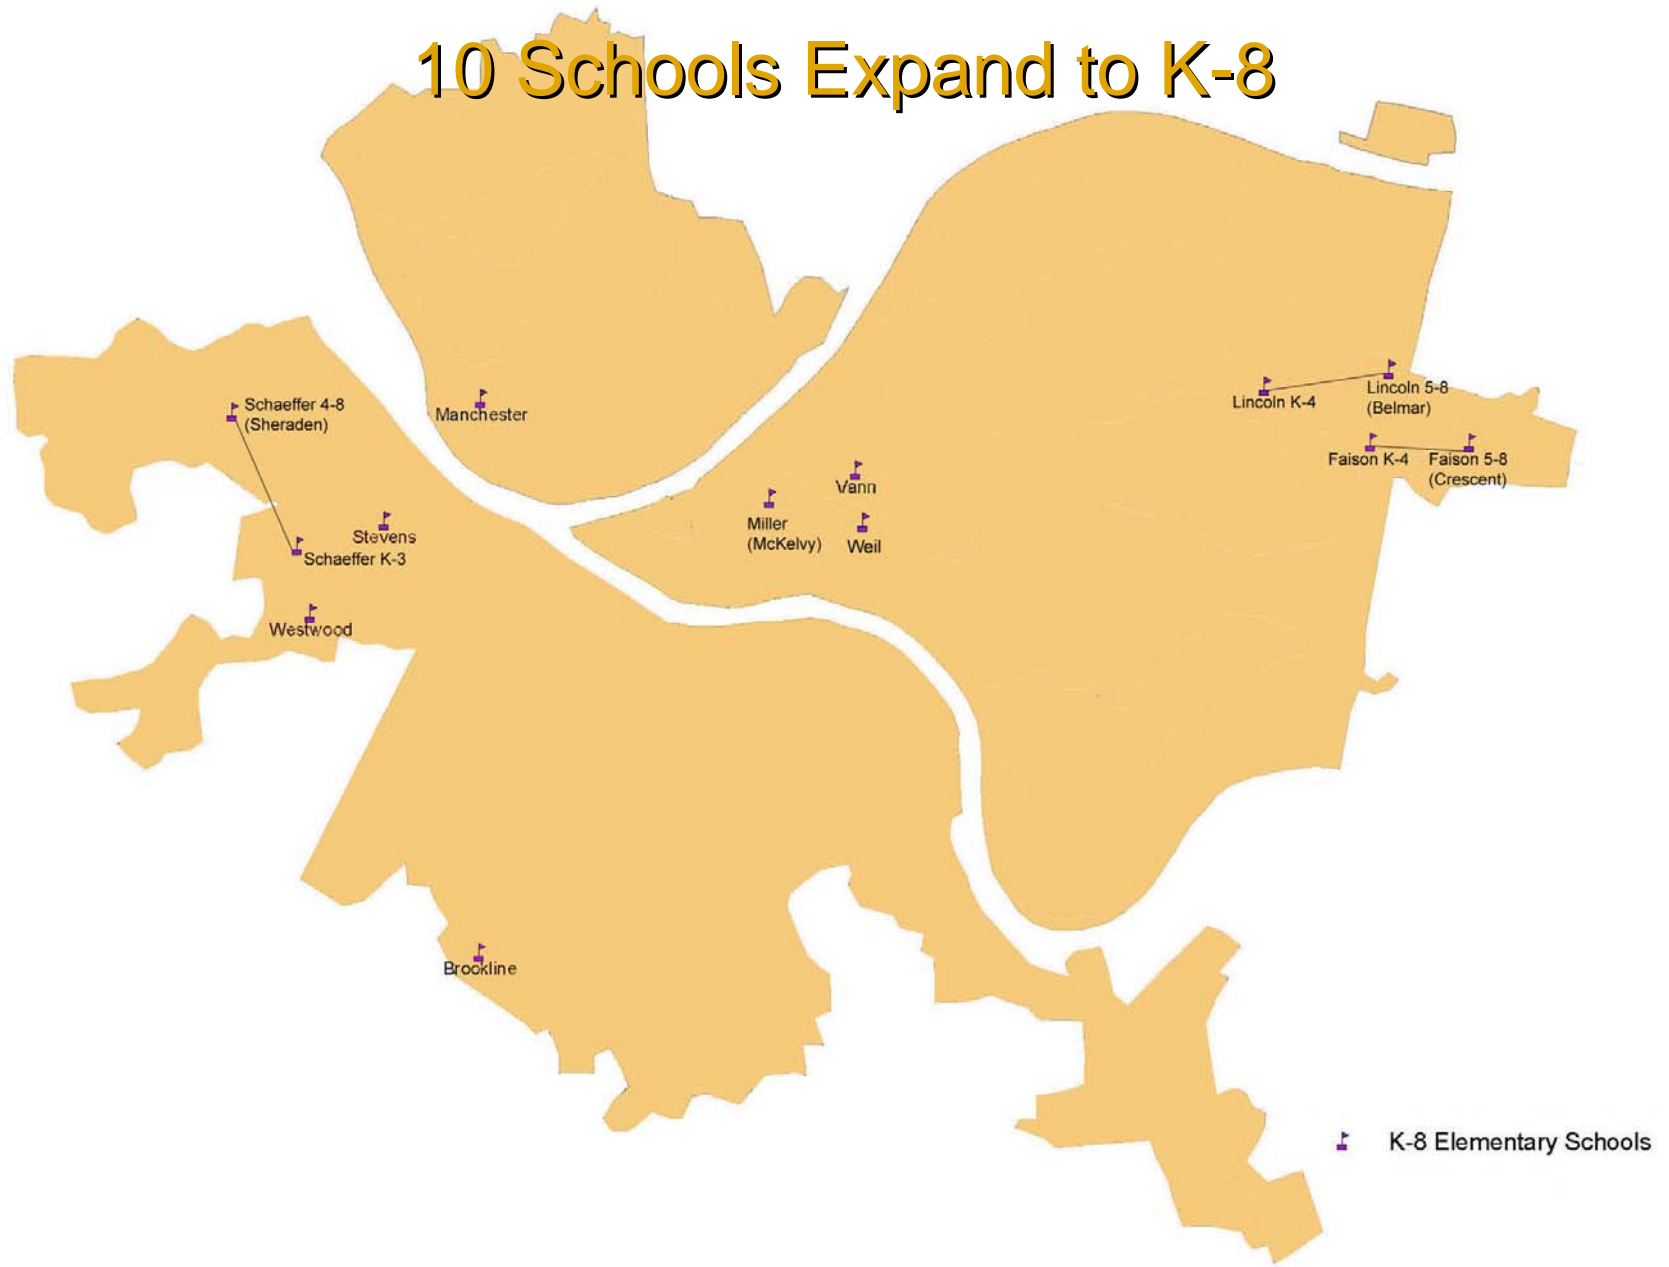 10 Schools Expand to K-8
Schaeffer 4-8
(Sheraden)
Manchester
Lincoln K-4
Lincoln 5-8
(Belmar)
Faison K-4
Faison 5-8
(Crescent)
Vann
Miller
(McKelvy)
Weil
Stevens
Schaeffer K-3
Westwood
Brookline
K-8 Elementary Schools